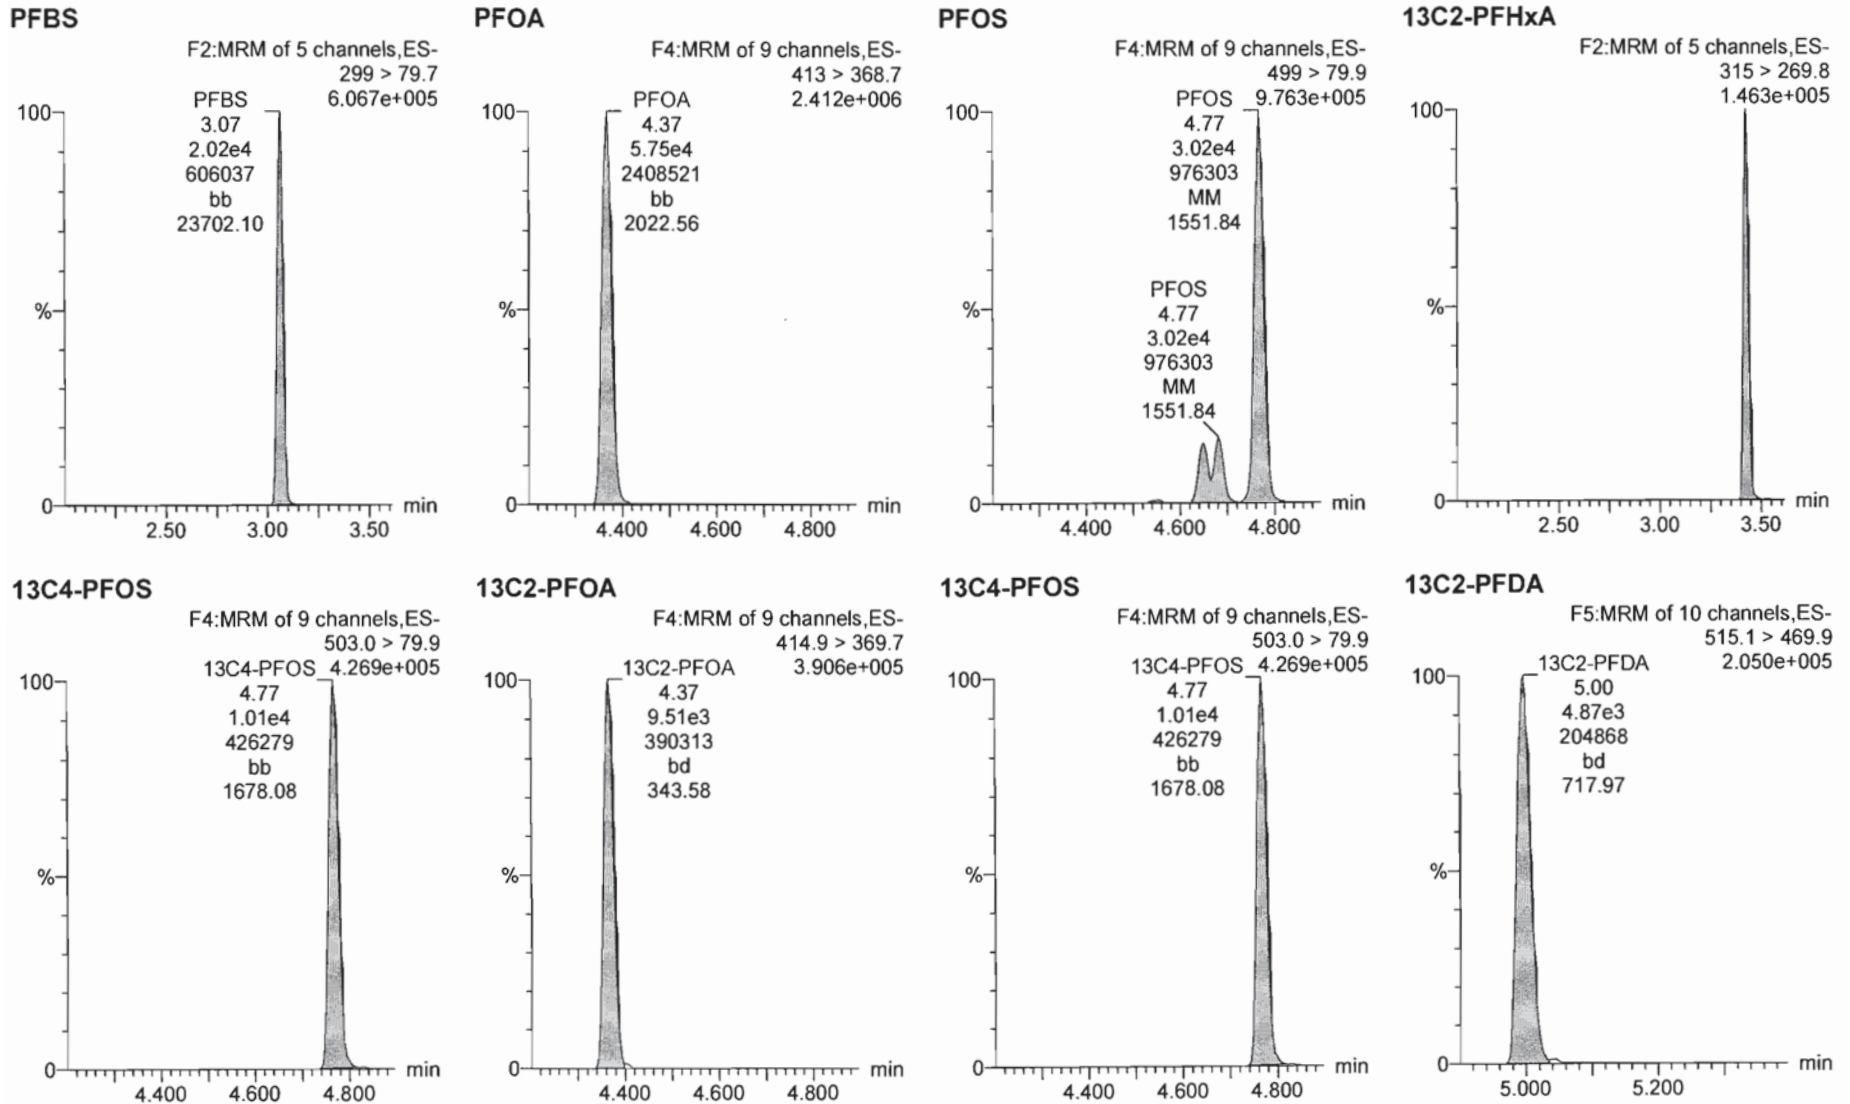 PFBS
F2:MRM of 5 channels,ES-
299 > 79.7
6.067e+005
PFBS
3.07
2.02e4
606037
bb
23702.10
100
%
0
min
2.50 3.00 3.50
PFOA
F4:MRM of 9 channels,ES-
413 > 368.7
2.412e+006
PFOA
4.37
5.75e4
2408521
bb
2022.56
100
%
0
min
4.400 4.600 4.800
PFOS
F4:MRM of 9 channels,ES-
499 > 79.9
9.763e+005
PFOS
4.77
3.02e4
976303
MM
1551.84
PFOS
4.77
3.02e4
976303
MM
1551.84
100
%
0
min
4.400 4.600 4.800
13C2-PFHxA
F2:MRM of 5 channels,ES-
315 > 269.8
1.463e+005
100
%
0
min
2.50 3.00 3.50
13C4-PFOS
F4:MRM of 9 channels,ES-
503.0 > 79.9
4.269e+005
13C4-PFOS
4.77
1.01e4
426279
bb
1678.08
100
%
0
min
4.400 4.600 4.800
13C2-PFOA
F4:MRM of 9 channels,ES-
414.9 > 369.7
3.906e+005
13C2-PFOA
4.37
9.51e3
390313
bd
343.58
100
%
0
min
4.400 4.600 4.800
13C4-PFOS
F4:MRM of 9 channels,ES-
503.0 > 79.9
4.269e+005
13C4-PFOS
4.77
1.01e4
426279
bb
1678.08
100
%
0
min
4.400 4.600 4.800
13C2-PFDA
F5:MRM of 10 channels,ES-
515.1 > 469.9
2.050e+005
13C2-PFDA
5.00
4.87e3
204868
bd
717.97
100
%
0
min
5.000 5.200